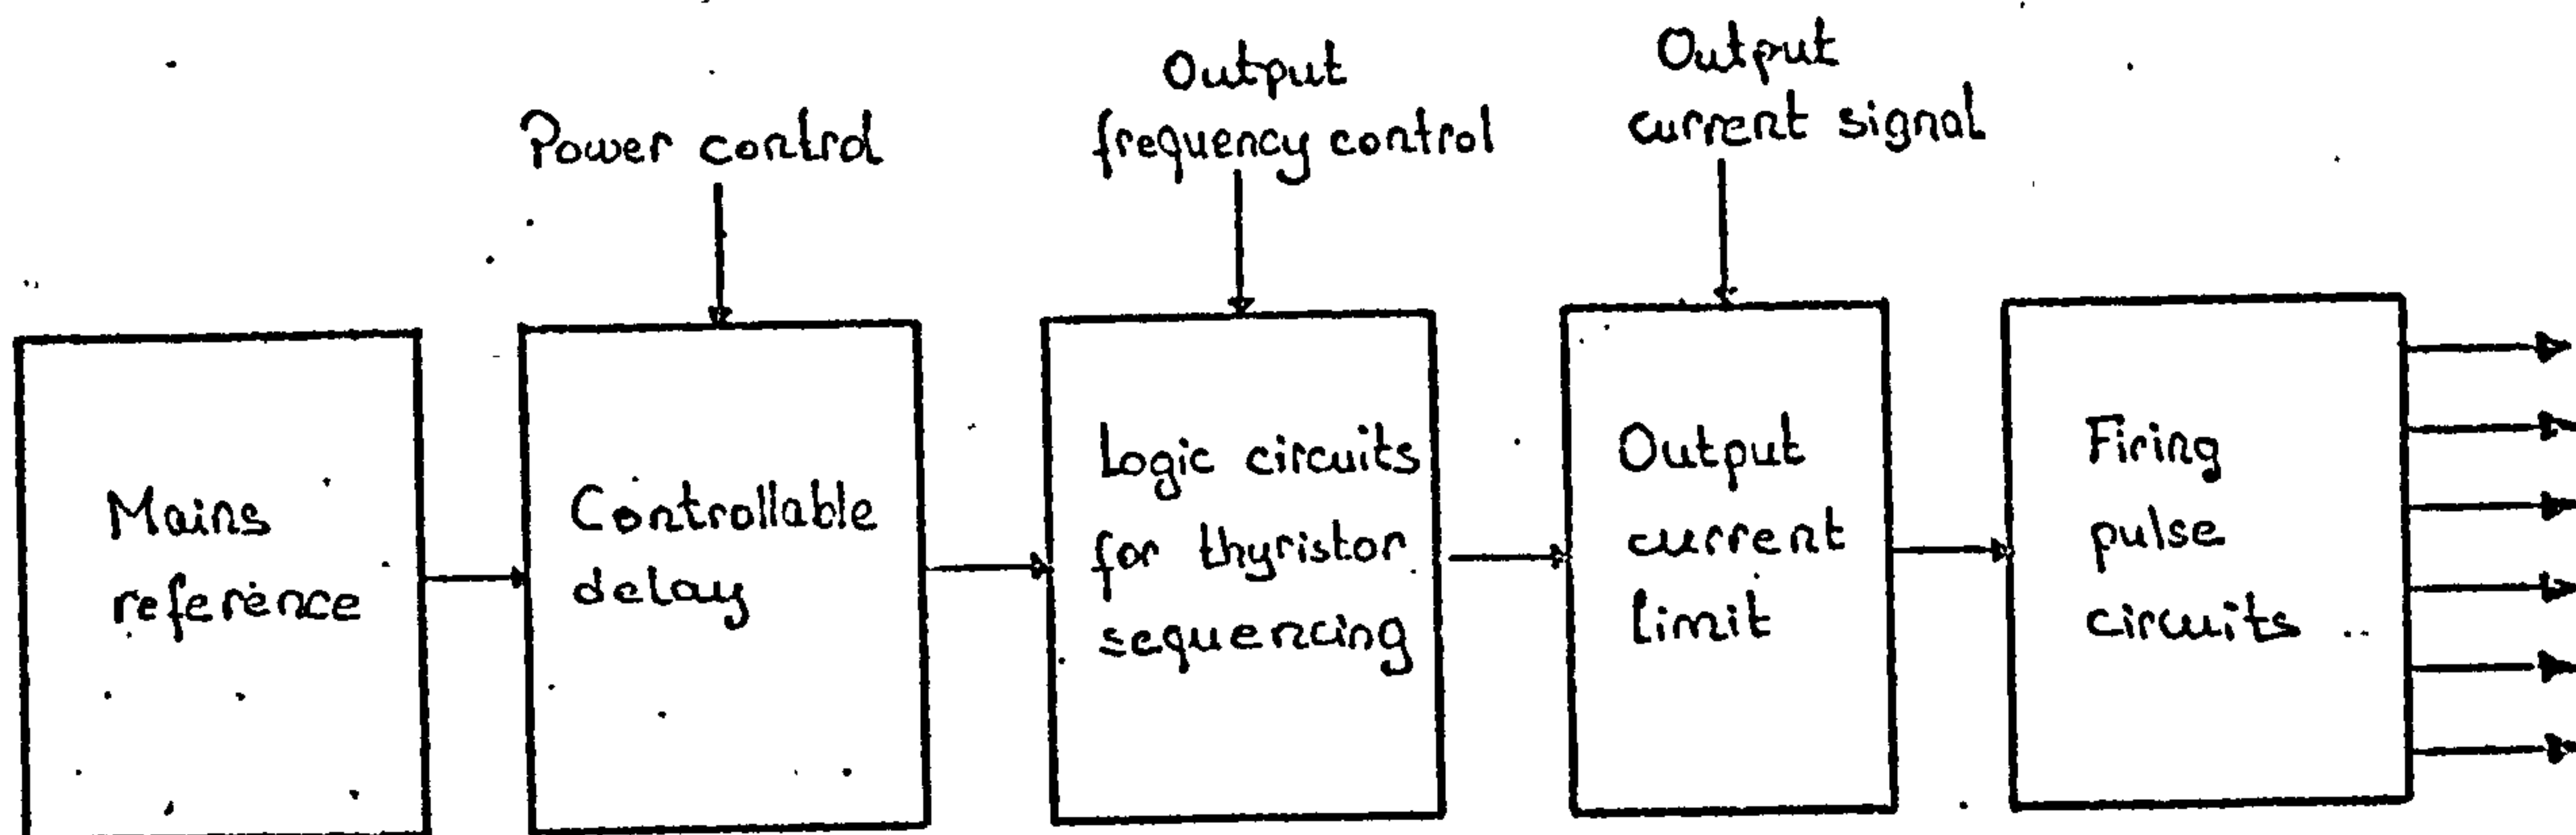 Power control
Output
frequency control
Output
current signal
Mains
reference
Controllable
delay
Logic circuits
for thyristor
sequencing
Output
current
limit
Firing
pulse
circuits